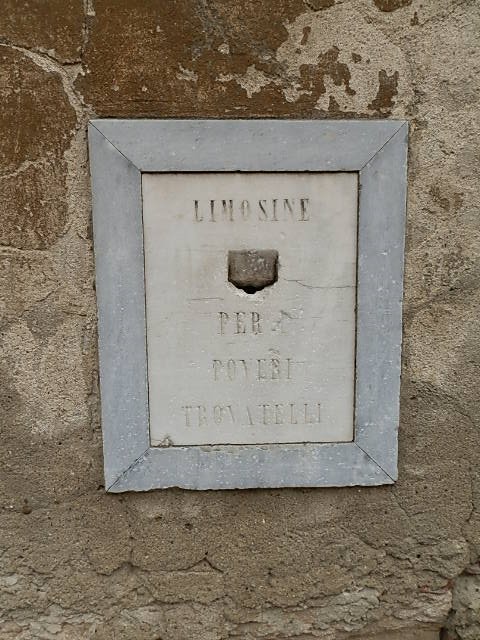 LIMOSINE
PER I
POVERI
TROVATELLI